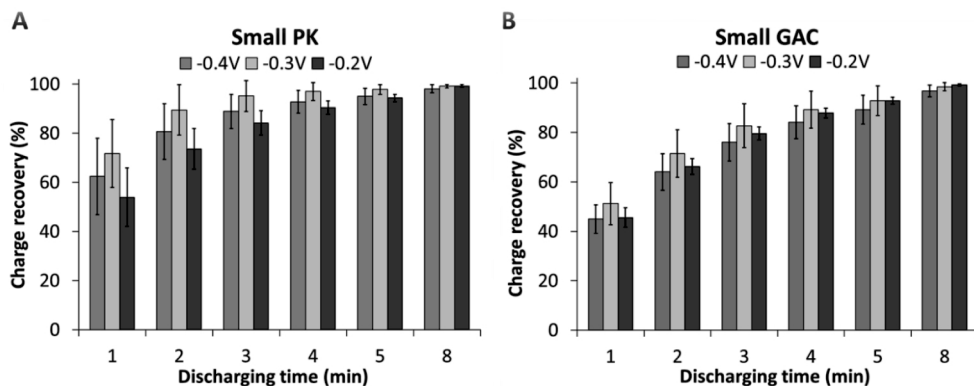 A
Small PK
-0.4V -0.3V -0.2V
Charge recovery (%)
100
80
60
40
20
0
1 2 3 4 5 8
Discharging time (min)
B
Small GAC
-0.4V -0.3V -0.2V
Charge recovery (%)
100
80
60
40
20
0
1 2 3 4 5 8
Discharging time (min)